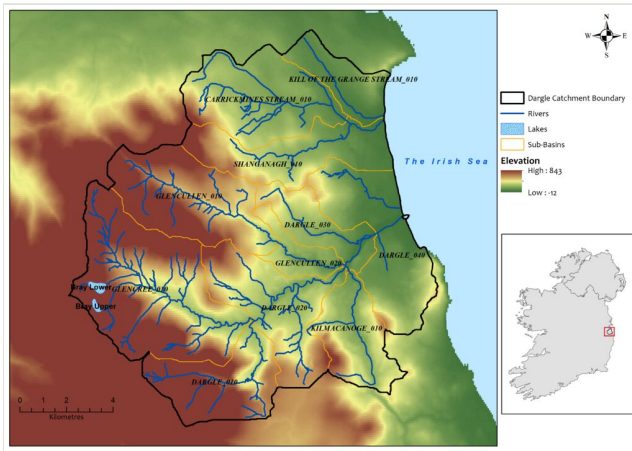 N
W E
S
KILL OF THE GRANGE STREAM_010
CARRICKMINES STREAM_010
SHANGANAGH_010
GLENCULLEN_010
DARGLE_030
GLENCULLEN_020
DARGLE_040
GLENCREE_010
Bray Lower
Bray Upper
DARGLE_020
KILMACANOGE_010
DARGLE_010
The Irish Sea
0 1 2 4
Kilometres
Dargle Catchment Boundary
Rivers
Lakes
Sub-Basins
Elevation
High : 843
Low : -12